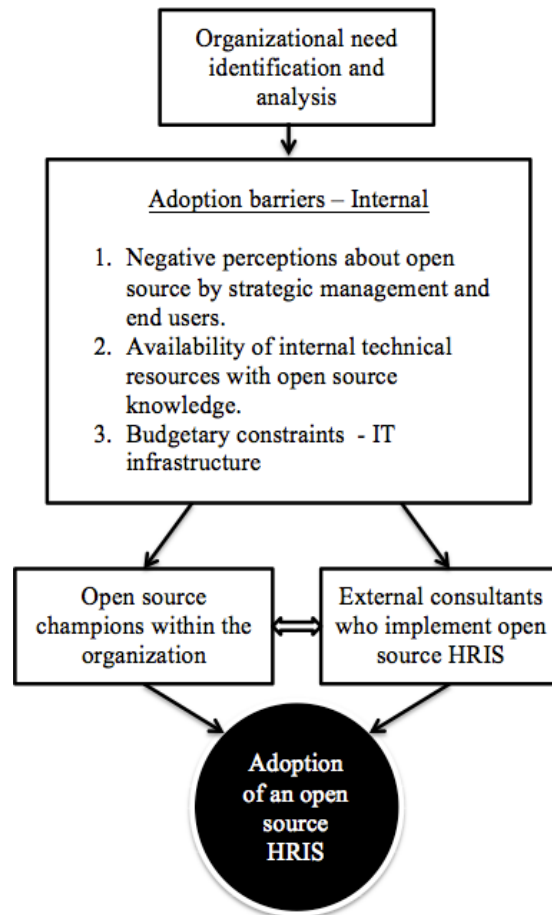 Organizational need
identification and
analysis
Adoption barriers – Internal
1. Negative perceptions about open
source by strategic management and
end users.
2. Availability of internal technical
resources with open source
knowledge.
3. Budgetary constraints - IT
infrastructure
Open source
champions within the
organization
External consultants
who implement open
source HRIS
Adoption
of an open
source
HRIS